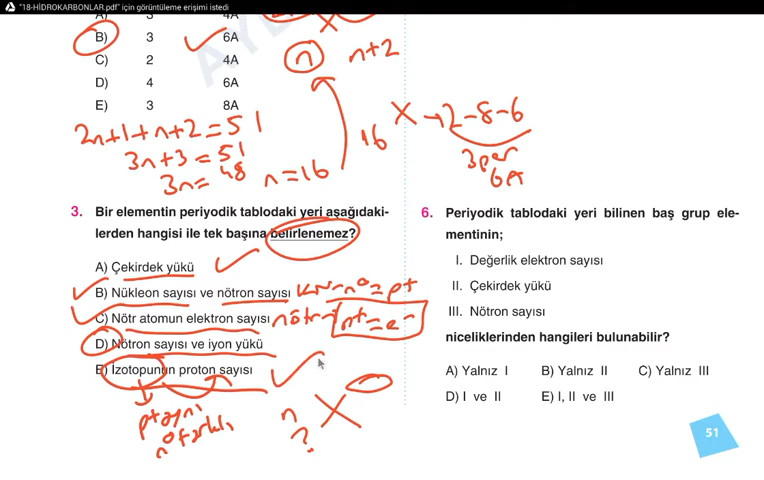 "18-HİDROKARBONLAR.pdf" için görüntüleme erişimi istedi
A) 3 4A
B) 3 6A
C) 2 4A
D) 4 6A
E) 3 8A
n n+2
2n+1+n+2=51
3n+3=51
3n=48 n=16
16 X→2-8-6
3per
6A
3. Bir elementin periyodik tablodaki yeri aşağıdaki-
lerden hangisi ile tek başına belirlenemez?
A) Çekirdek yükü
B) Nükleon sayısı ve nötron sayısı KN-n°=p+
C) Nötr atomun elektron sayısı nötr p+=e-
D) Nötron sayısı ve iyon yükü
E) İzotopunun proton sayısı
p+aynı
n° farklı
n X
?
6. Periyodik tablodaki yeri bilinen baş grup ele-
mentinin;
I. Değerlik elektron sayısı
II. Çekirdek yükü
III. Nötron sayısı
niceliklerinden hangileri bulunabilir?
A) Yalnız I B) Yalnız II C) Yalnız III
D) I ve II E) I, II ve III
51